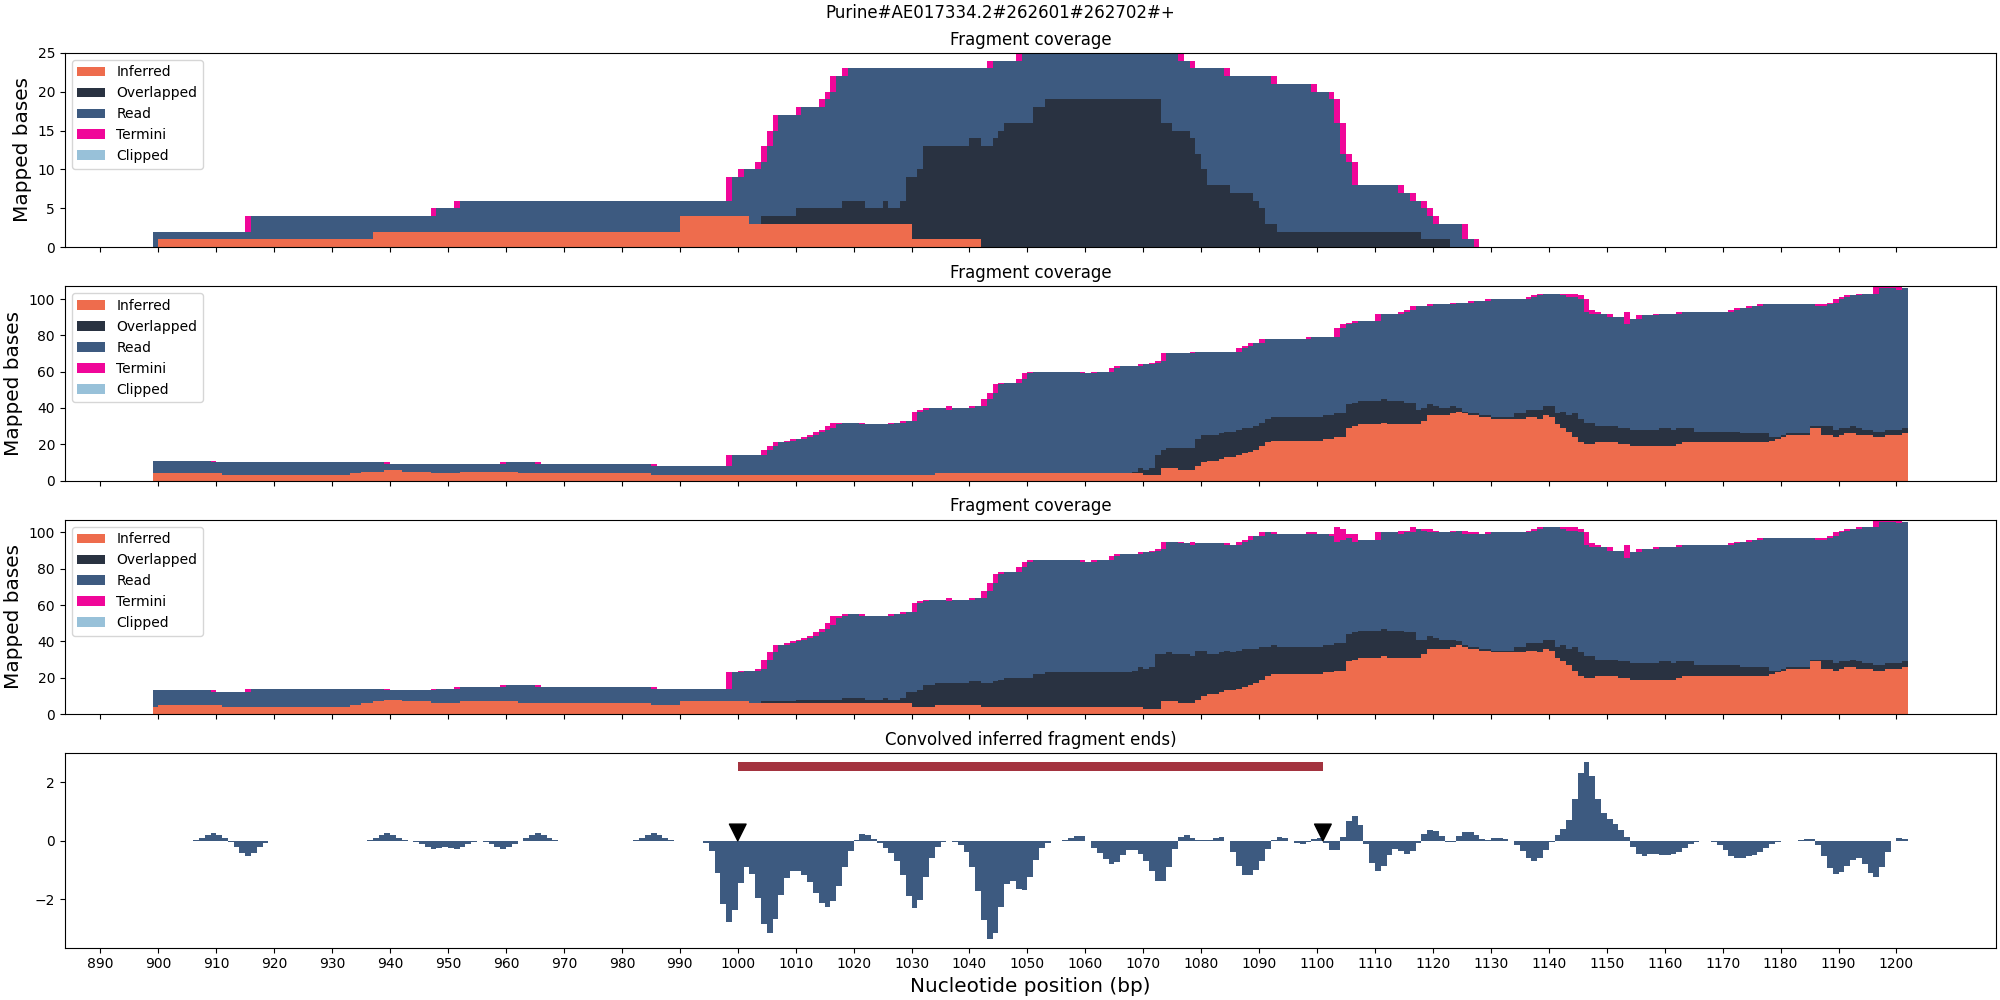 Purine#AE017334.2#262601#262702#+
Fragment coverage
Mapped bases
25
20
15
10
5
0
Inferred
Overlapped
Read
Termini
Clipped
Fragment coverage
Mapped bases
100
80
60
40
20
0
Inferred
Overlapped
Read
Termini
Clipped
Fragment coverage
Mapped bases
100
80
60
40
20
0
Inferred
Overlapped
Read
Termini
Clipped
Convolved inferred fragment ends)
2
0
−2
890 900 910 920 930 940 950 960 970 980 990 1000 1010 1020 1030 1040 1050 1060 1070 1080 1090 1100 1110 1120 1130 1140 1150 1160 1170 1180 1190 1200
Nucleotide position (bp)